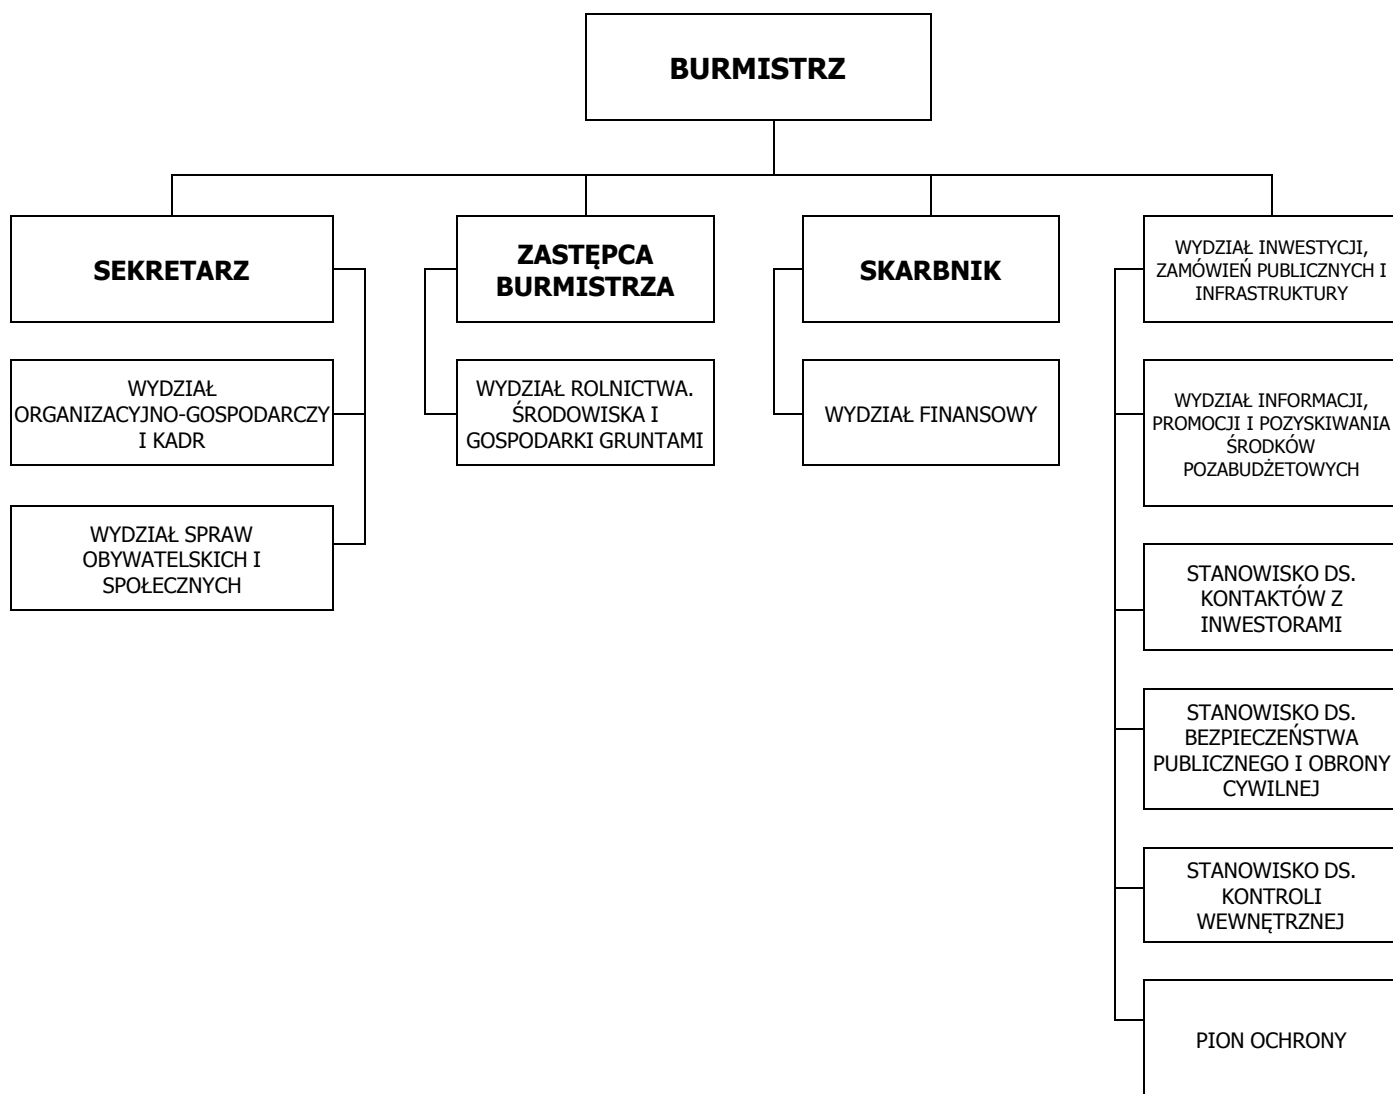 BURMISTRZ
SEKRETARZ
ZASTĘPCA
BURMISTRZA
SKARBNIK
WYDZIAŁ INWESTYCJI,
ZAMÓWIEŃ PUBLICZNYCH I
INFRASTRUKTURY
WYDZIAŁ
ORGANIZACYJNO-GOSPODARCZY
I KADR
WYDZIAŁ ROLNICTWA.
ŚRODOWISKA I
GOSPODARKI GRUNTAMI
WYDZIAŁ FINANSOWY
WYDZIAŁ INFORMACJI,
PROMOCJI I POZYSKIWANIA
ŚRODKÓW
POZABUDŻETOWYCH
WYDZIAŁ SPRAW
OBYWATELSKICH I
SPOŁECZNYCH
STANOWISKO DS.
KONTAKTÓW Z
INWESTORAMI
STANOWISKO DS.
BEZPIECZEŃSTWA
PUBLICZNEGO I OBRONY
CYWILNEJ
STANOWISKO DS.
KONTROLI
WEWNĘTRZNEJ
PION OCHRONY